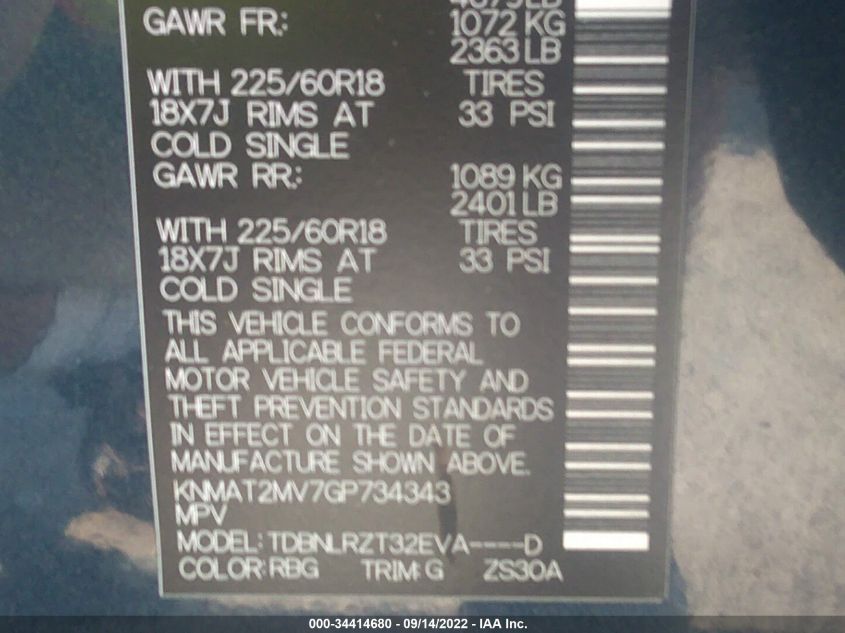 GAWR FR: 1072 KG
2363 LB
WITH 225/60R18 TIRES
18X7J RIMS AT 33 PSI
COLD SINGLE
GAWR RR: 1089 KG
2401 LB
WITH 225/60R18 TIRES
18X7J RIMS AT 33 PSI
COLD SINGLE
THIS VEHICLE CONFORMS TO
ALL APPLICABLE FEDERAL
MOTOR VEHICLE SAFETY AND
THEFT PREVENTION STANDARDS
IN EFFECT ON THE DATE OF
MANUFACTURE SHOWN ABOVE.
KNMAT2MV7GP734343
MPV
MODEL: TDBNLRZT32EVA----D
COLOR: RBG TRIM: G ZS30A
000-34414680 - 09/14/2022 - IAA Inc.